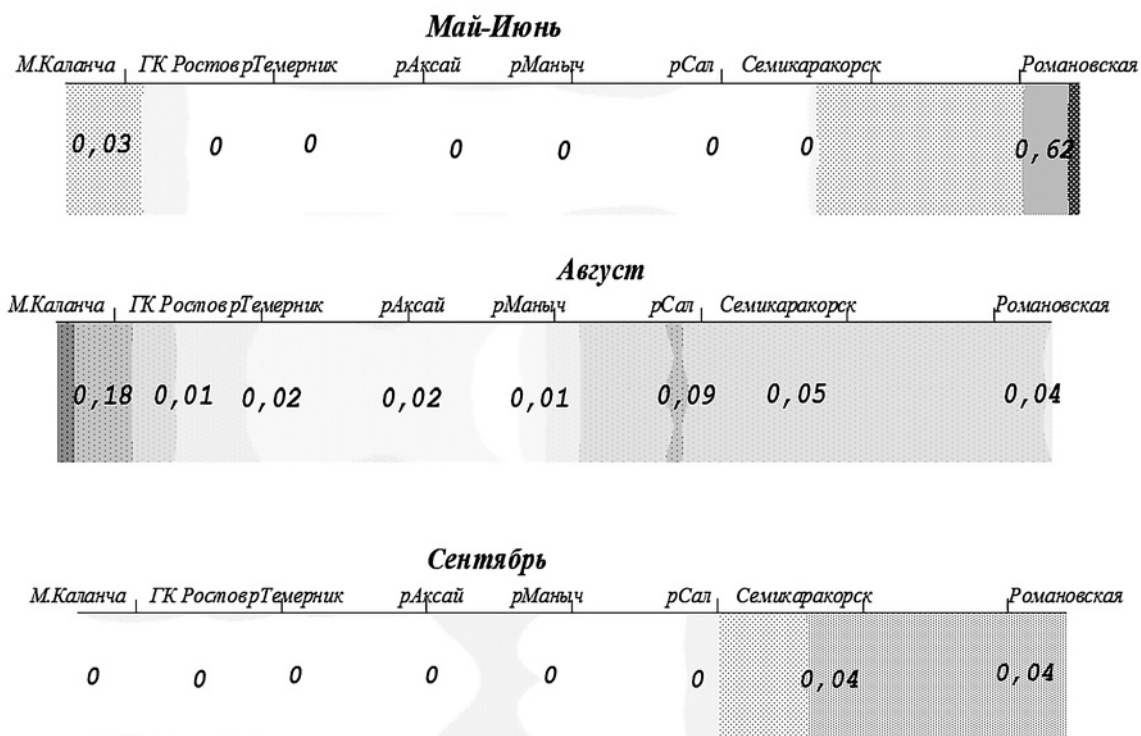 Май-Июнь
М.Каланча ГК Ростов рТемерник рАксай рМаныч рСал Семикаракорск Романовская
0,03 0 0 0 0 0 0 0,62
Август
М.Каланча ГК Ростов рТемерник рАксай рМаныч рСал Семикаракорск Романовская
0,18 0,01 0,02 0,02 0,01 0,09 0,05 0,04
Сентябрь
М.Каланча ГК Ростов рТемерник рАксай рМаныч рСал Семикаракорск Романовская
0 0 0 0 0 0 0,04 0,04